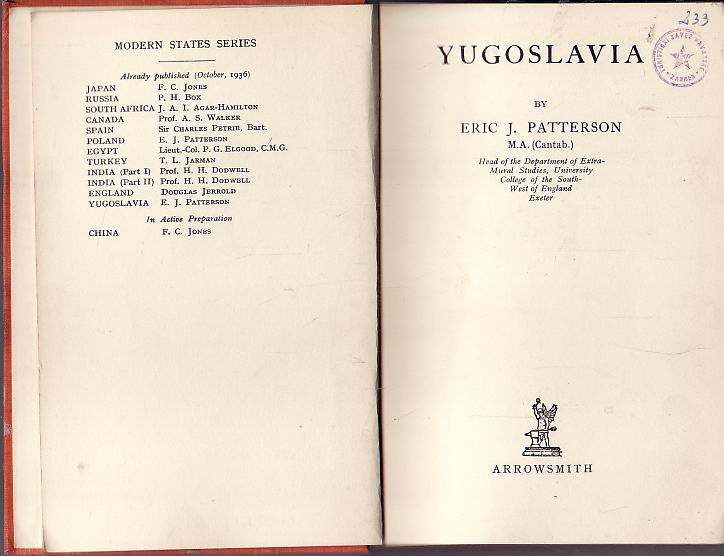 MODERN STATES SERIES
Already published (October, 1936)
JAPAN F. C. Jones
RUSSIA P. H. Box
SOUTH AFRICA J. A. I. Agar-Hamilton
CANADA Prof. A. S. Walker
SPAIN Sir Charles Petrie, Bart.
POLAND E. J. Patterson
EGYPT Lieut.-Col. P. G. Elgood, C.M.G.
TURKEY T. L. Jarman
INDIA (Part I) Prof. H. H. Dodwell
INDIA (Part II) Prof. H. H. Dodwell
ENGLAND Douglas Jerrold
YUGOSLAVIA E. J. Patterson
In Active Preparation
CHINA F. C. Jones
233
YUGOSLAVIA
BY
ERIC J. PATTERSON
M.A. (Cantab.)
Head of the Department of Extra-
Mural Studies, University
College of the South-
West of England
Exeter
ARROWSMITH